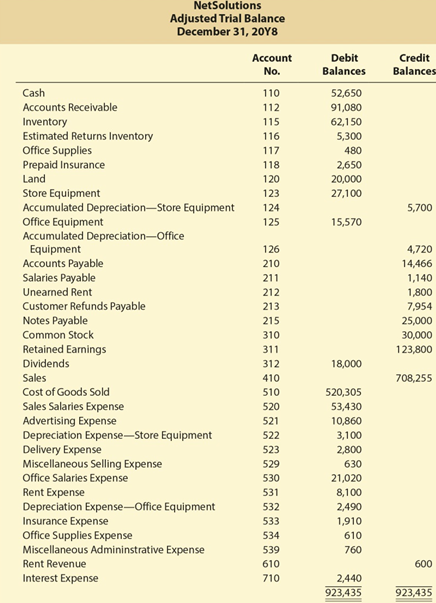 NetSolutions
Adjusted Trial Balance
December 31, 20Y8
Account No. Debit Balances Credit Balances
Cash 110 52,650
Accounts Receivable 112 91,080
Inventory 115 62,150
Estimated Returns Inventory 116 5,300
Office Supplies 117 480
Prepaid Insurance 118 2,650
Land 120 20,000
Store Equipment 123 27,100
Accumulated Depreciation—Store Equipment 124 5,700
Office Equipment 125 15,570
Accumulated Depreciation—Office
Equipment 126 4,720
Accounts Payable 210 14,466
Salaries Payable 211 1,140
Unearned Rent 212 1,800
Customer Refunds Payable 213 7,954
Notes Payable 215 25,000
Common Stock 310 30,000
Retained Earnings 311 123,800
Dividends 312 18,000
Sales 410 708,255
Cost of Goods Sold 510 520,305
Sales Salaries Expense 520 53,430
Advertising Expense 521 10,860
Depreciation Expense—Store Equipment 522 3,100
Delivery Expense 523 2,800
Miscellaneous Selling Expense 529 630
Office Salaries Expense 530 21,020
Rent Expense 531 8,100
Depreciation Expense—Office Equipment 532 2,490
Insurance Expense 533 1,910
Office Supplies Expense 534 610
Miscellaneous Admininstrative Expense 539 760
Rent Revenue 610 600
Interest Expense 710 2,440
923,435 923,435